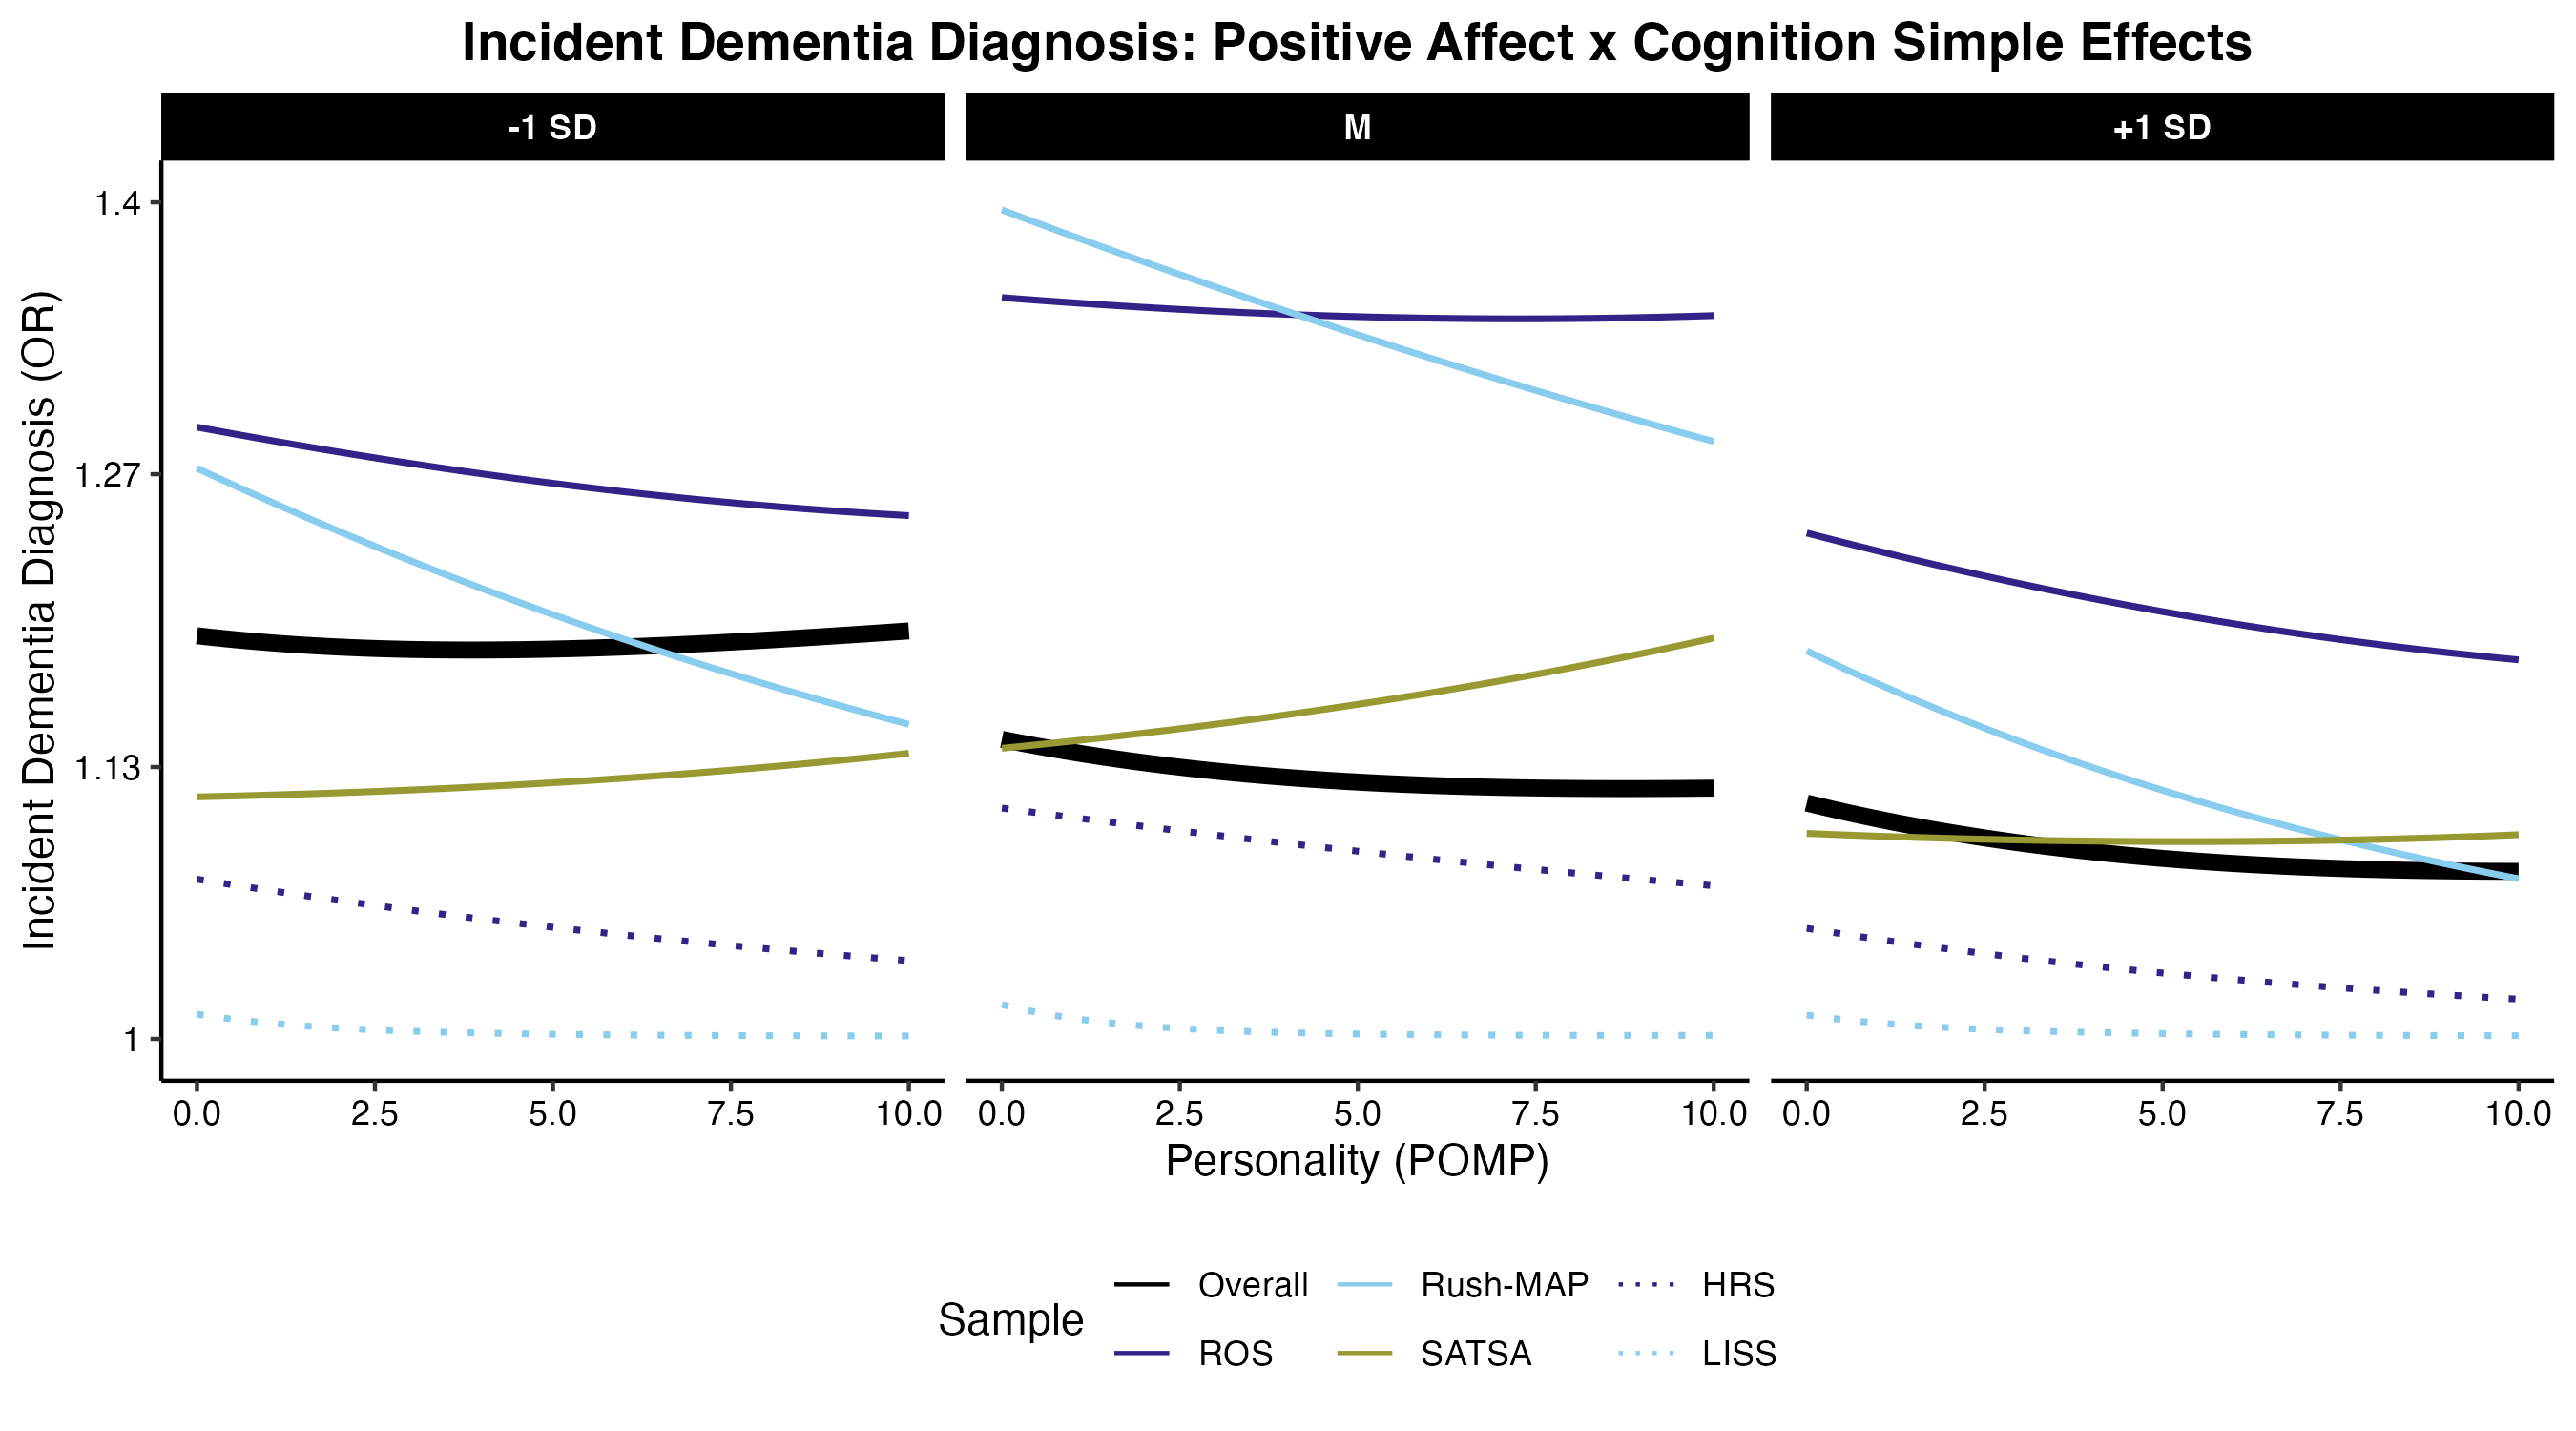 Incident Dementia Diagnosis: Positive Affect x Cognition Simple Effects
-1 SD
M
+1 SD
Incident Dementia Diagnosis (OR)
1.4
1.27
1.13
1
0.0 2.5 5.0 7.5 10.0
0.0 2.5 5.0 7.5 10.0
0.0 2.5 5.0 7.5 10.0
Personality (POMP)
Sample
Overall Rush-MAP HRS
ROS SATSA LISS